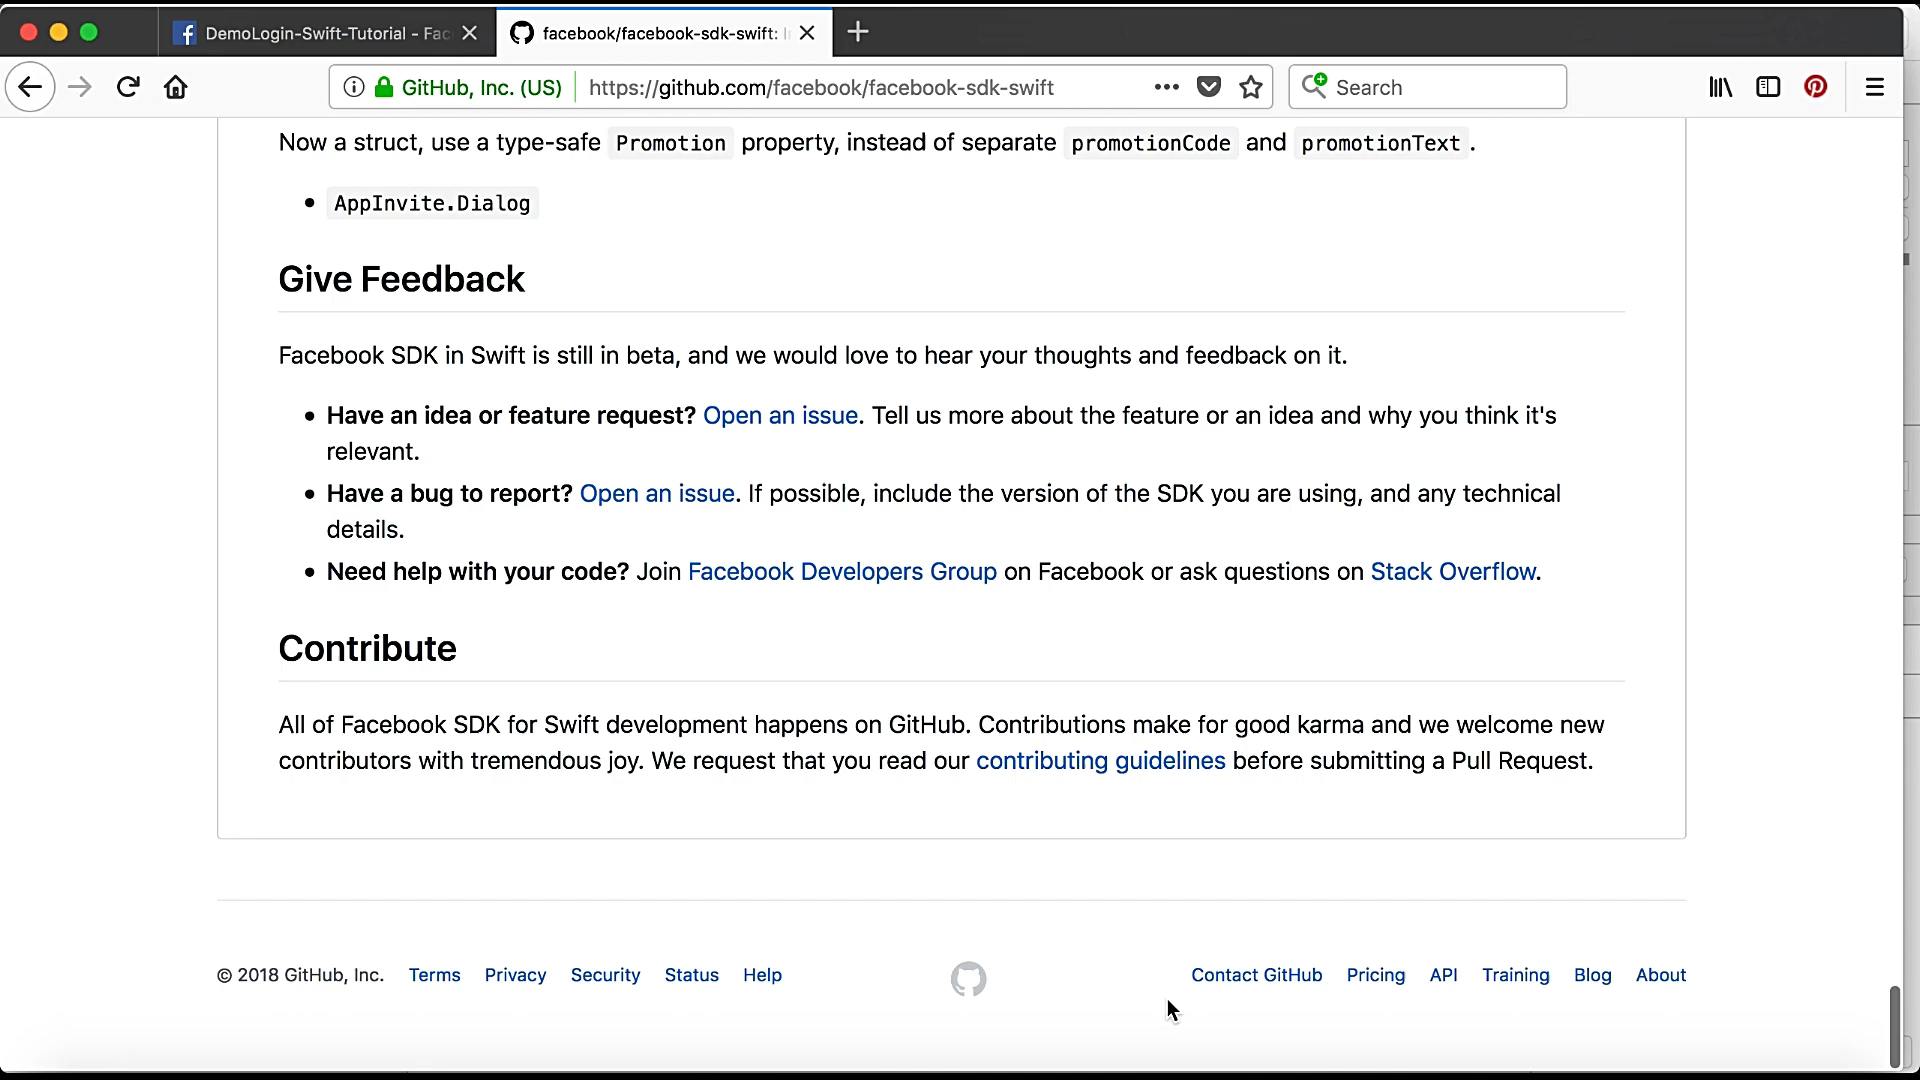 DemoLogin-Swift-Tutorial - Fac
facebook/facebook-sdk-swift: I
GitHub, Inc. (US)
https://github.com/facebook/facebook-sdk-swift
Search
Now a struct, use a type-safe Promotion property, instead of separate promotionCode and promotionText.
AppInvite.Dialog
Give Feedback
Facebook SDK in Swift is still in beta, and we would love to hear your thoughts and feedback on it.
Have an idea or feature request? Open an issue. Tell us more about the feature or an idea and why you think it's
relevant.
Have a bug to report? Open an issue. If possible, include the version of the SDK you are using, and any technical
details.
Need help with your code? Join Facebook Developers Group on Facebook or ask questions on Stack Overflow.
Contribute
All of Facebook SDK for Swift development happens on GitHub. Contributions make for good karma and we welcome new
contributors with tremendous joy. We request that you read our contributing guidelines before submitting a Pull Request.
© 2018 GitHub, Inc. Terms Privacy Security Status Help Contact GitHub Pricing API Training Blog About